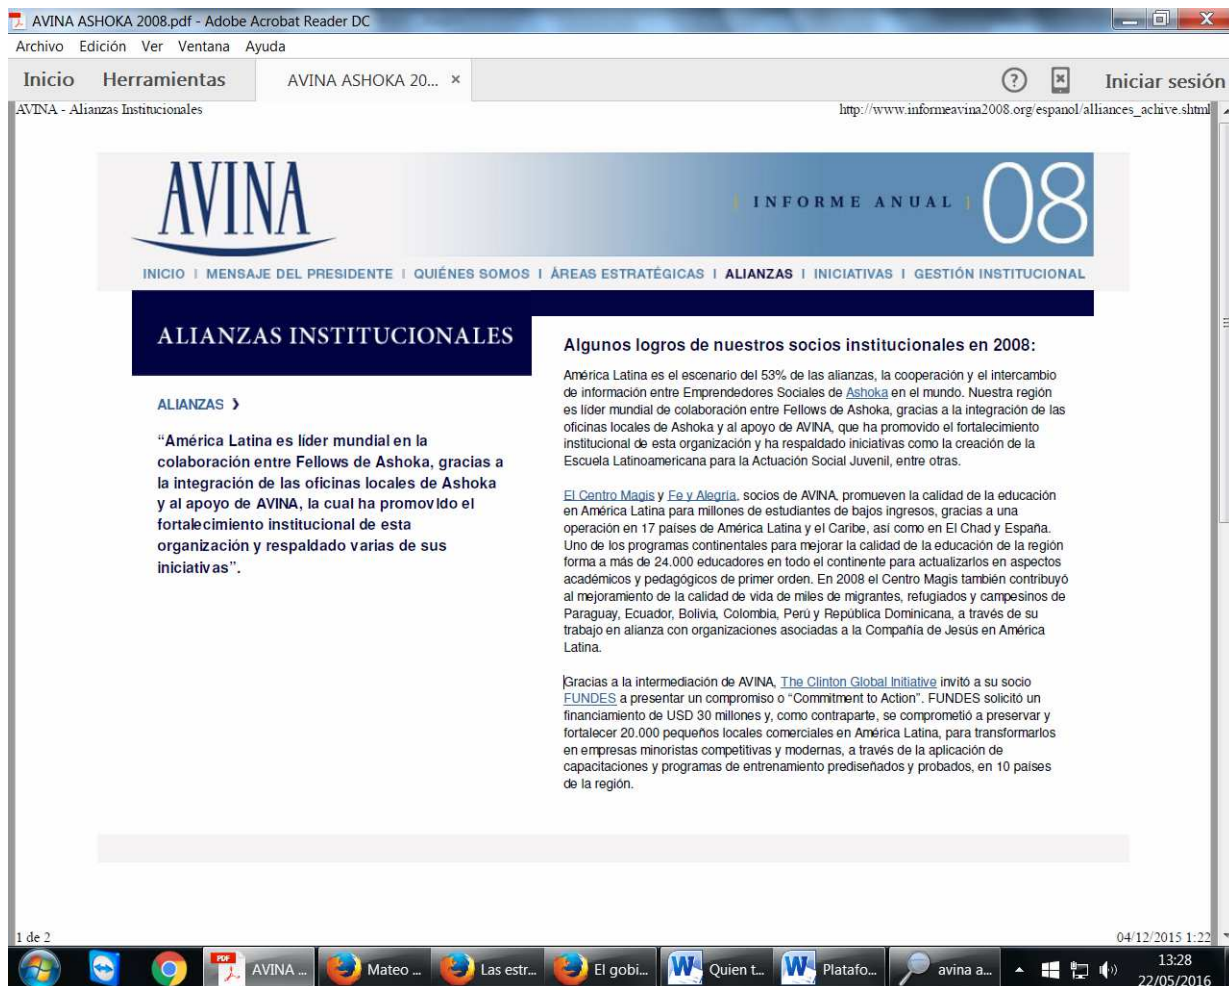 AVINA ASHOKA 2008.pdf - Adobe Acrobat Reader DC
Archivo Edición Ver Ventana Ayuda
Inicio Herramientas AVINA ASHOKA 20... × Iniciar sesión
AVINA - Alianzas Institucionales http://www.informeavina2008.org/espanol/alliances_achive.shtml
AVINA
| INFORME ANUAL | 08
INICIO | MENSAJE DEL PRESIDENTE | QUIÉNES SOMOS | ÁREAS ESTRATÉGICAS | ALIANZAS | INICIATIVAS | GESTIÓN INSTITUCIONAL
ALIANZAS INSTITUCIONALES
ALIANZAS ❯
“América Latina es líder mundial en la
colaboración entre Fellows de Ashoka, gracias a
la integración de las oficinas locales de Ashoka
y al apoyo de AVINA, la cual ha promovido el
fortalecimiento institucional de esta
organización y respaldado varias de sus
iniciativas”.
Algunos logros de nuestros socios institucionales en 2008:
América Latina es el escenario del 53% de las alianzas, la cooperación y el intercambio
de información entre Emprendedores Sociales de Ashoka en el mundo. Nuestra región
es líder mundial de colaboración entre Fellows de Ashoka, gracias a la integración de las
oficinas locales de Ashoka y al apoyo de AVINA, que ha promovido el fortalecimiento
institucional de esta organización y ha respaldado iniciativas como la creación de la
Escuela Latinoamericana para la Actuación Social Juvenil, entre otras.
El Centro Magis y Fe y Alegría, socios de AVINA, promueven la calidad de la educación
en América Latina para millones de estudiantes de bajos ingresos, gracias a una
operación en 17 países de América Latina y el Caribe, así como en El Chad y España.
Uno de los programas continentales para mejorar la calidad de la educación de la región
forma a más de 24.000 educadores en todo el continente para actualizarlos en aspectos
académicos y pedagógicos de primer orden. En 2008 el Centro Magis también contribuyó
al mejoramiento de la calidad de vida de miles de migrantes, refugiados y campesinos de
Paraguay, Ecuador, Bolivia, Colombia, Perú y República Dominicana, a través de su
trabajo en alianza con organizaciones asociadas a la Compañía de Jesús en América
Latina.
Gracias a la intermediación de AVINA, The Clinton Global Initiative invitó a su socio
FUNDES a presentar un compromiso o “Commitment to Action”. FUNDES solicitó un
financiamiento de USD 30 millones y, como contraparte, se comprometió a preservar y
fortalecer 20.000 pequeños locales comerciales en América Latina, para transformarlos
en empresas minoristas competitivas y modernas, a través de la aplicación de
capacitaciones y programas de entrenamiento prediseñados y probados, en 10 países
de la región.
1 de 2 04/12/2015 1:22
PDF AVINA ... Mateo ... Las estr... El gobi... Quien t... Platafo... avina a... 13:28
22/05/2016